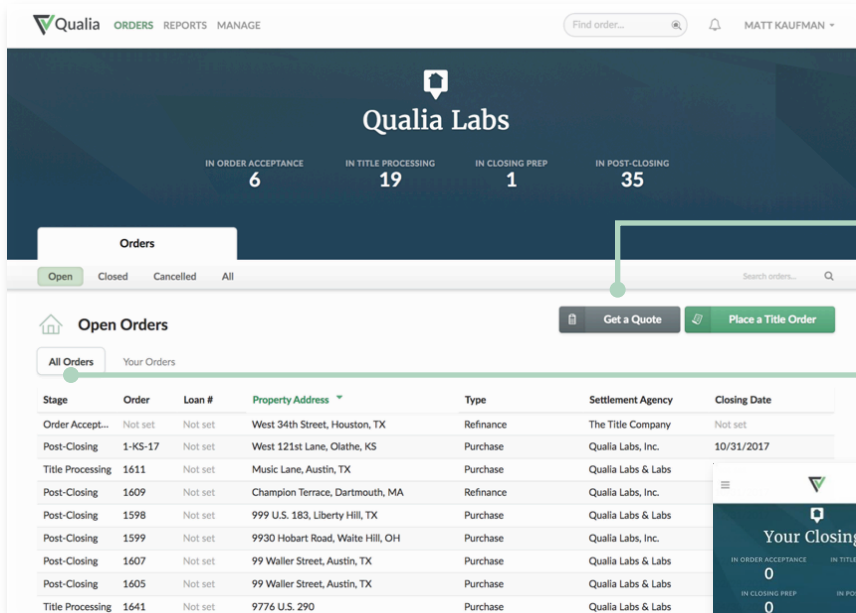 Qualia ORDERS REPORTS MANAGE Find order... MATT KAUFMAN
Qualia Labs
IN ORDER ACCEPTANCE IN TITLE PROCESSING IN CLOSING PREP IN POST-CLOSING
6 19 1 35
Orders
Open Closed Cancelled All Search orders...
Open Orders Get a Quote Place a Title Order
All Orders Your Orders
Stage Order Loan # Property Address Type Settlement Agency Closing Date
Order Accept... Not set Not set West 34th Street, Houston, TX Refinance The Title Company Not set
Post-Closing 1-KS-17 Not set West 121st Lane, Olathe, KS Purchase Qualia Labs, Inc. 10/31/2017
Title Processing 1611 Not set Music Lane, Austin, TX Purchase Qualia Labs & Labs
Post-Closing 1609 Not set Champion Terrace, Dartmouth, MA Refinance Qualia Labs, Inc.
Post-Closing 1598 Not set 999 U.S. 183, Liberty Hill, TX Purchase Qualia Labs & Labs
Post-Closing 1599 Not set 9930 Hobart Road, Waite Hill, OH Purchase Qualia Labs, Inc.
Post-Closing 1607 Not set 99 Waller Street, Austin, TX Purchase Qualia Labs & Labs
Post-Closing 1605 Not set 99 Waller Street, Austin, TX Purchase Qualia Labs & Labs
Title Processing 1641 Not set 9776 U.S. 290 Purchase Qualia Labs & Labs
Your Closing
IN ORDER ACCEPTANCE IN TITLE
0
IN CLOSING PREP IN POS
0